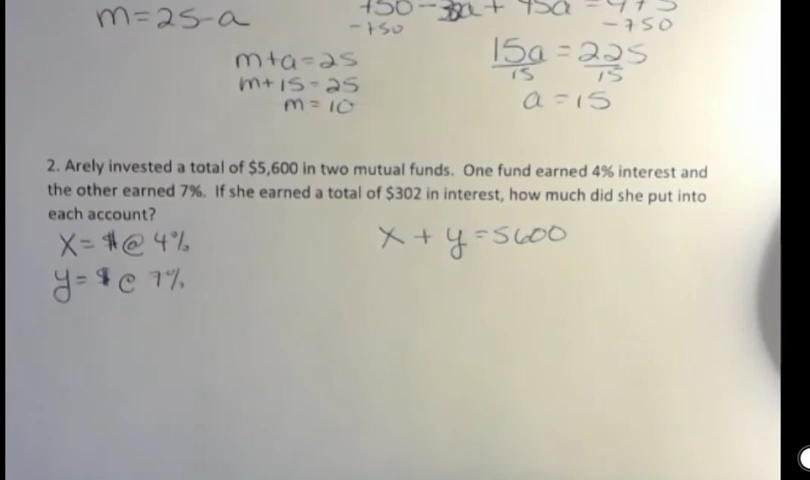 m=25-a
-750
-750
m+a=25
m+15=25
m=10
15a = 225
15 15
a = 15
2. Arely invested a total of $5,600 in two mutual funds. One fund earned 4% interest and
the other earned 7%. If she earned a total of $302 in interest, how much did she put into
each account?
x= $ @ 4%
y= $ @ 7%
x + y = 5600